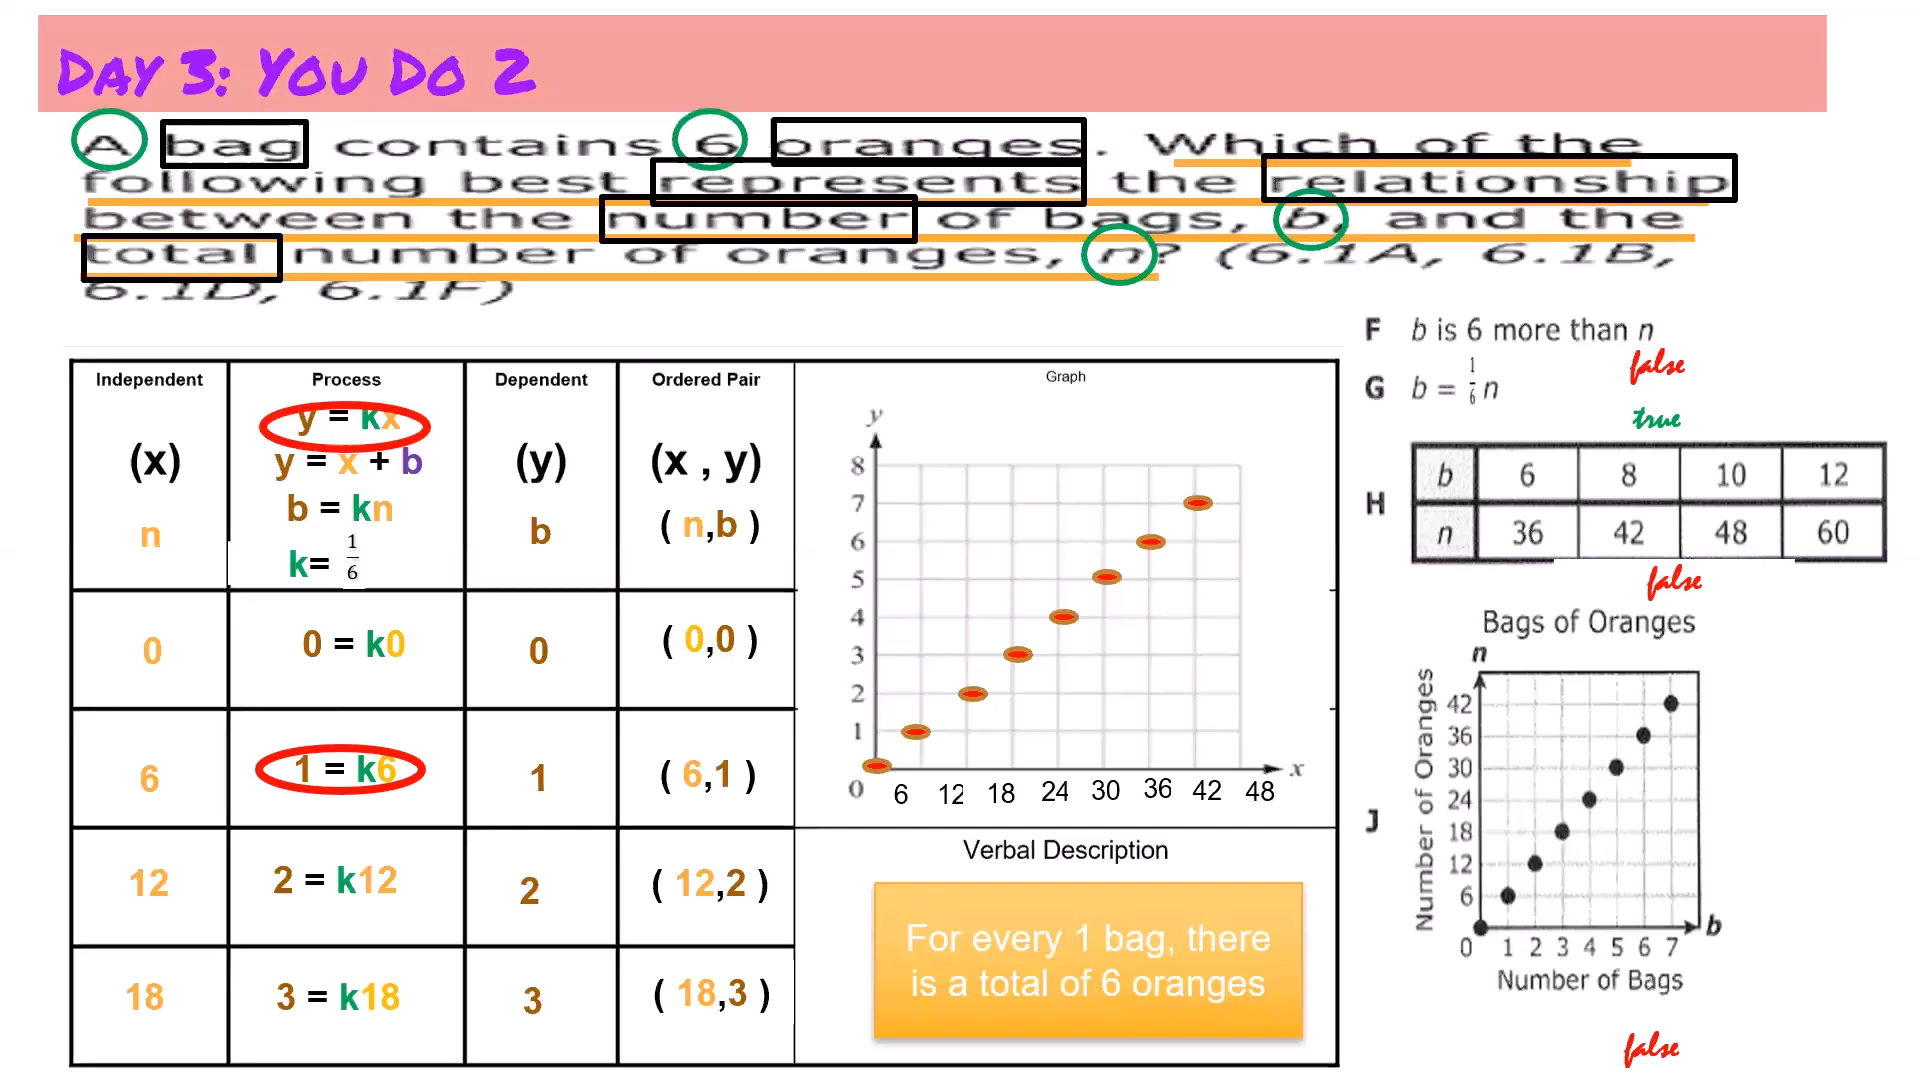 Day 3: You Do 2
A bag contains 6 oranges. Which of the
following best represents the relationship
between the number of bags, b, and the
total number of oranges, n? (6.1A, 6.1B,
6.1D, 6.1F)
Independent Process Dependent Ordered Pair
(x) (y) (x , y)
y = kx
y = x + b
b = kn
k= 1/6
n b ( n,b )
0 0 = k0 0 ( 0,0 )
6 1 = k6 1 ( 6,1 )
12 2 = k12 2 ( 12,2 )
18 3 = k18 3 ( 18,3 )
Graph
y
8
7
6
5
4
3
2
1
0 6 12 18 24 30 36 42 48 x
Verbal Description
For every 1 bag, there
is a total of 6 oranges
F b is 6 more than n
false
G b = 1/6 n
true
H
b 6 8 10 12
n 36 42 48 60
false
J
Bags of Oranges
n
Number of Oranges
42
36
30
24
18
12
6
0 1 2 3 4 5 6 7 b
Number of Bags
false